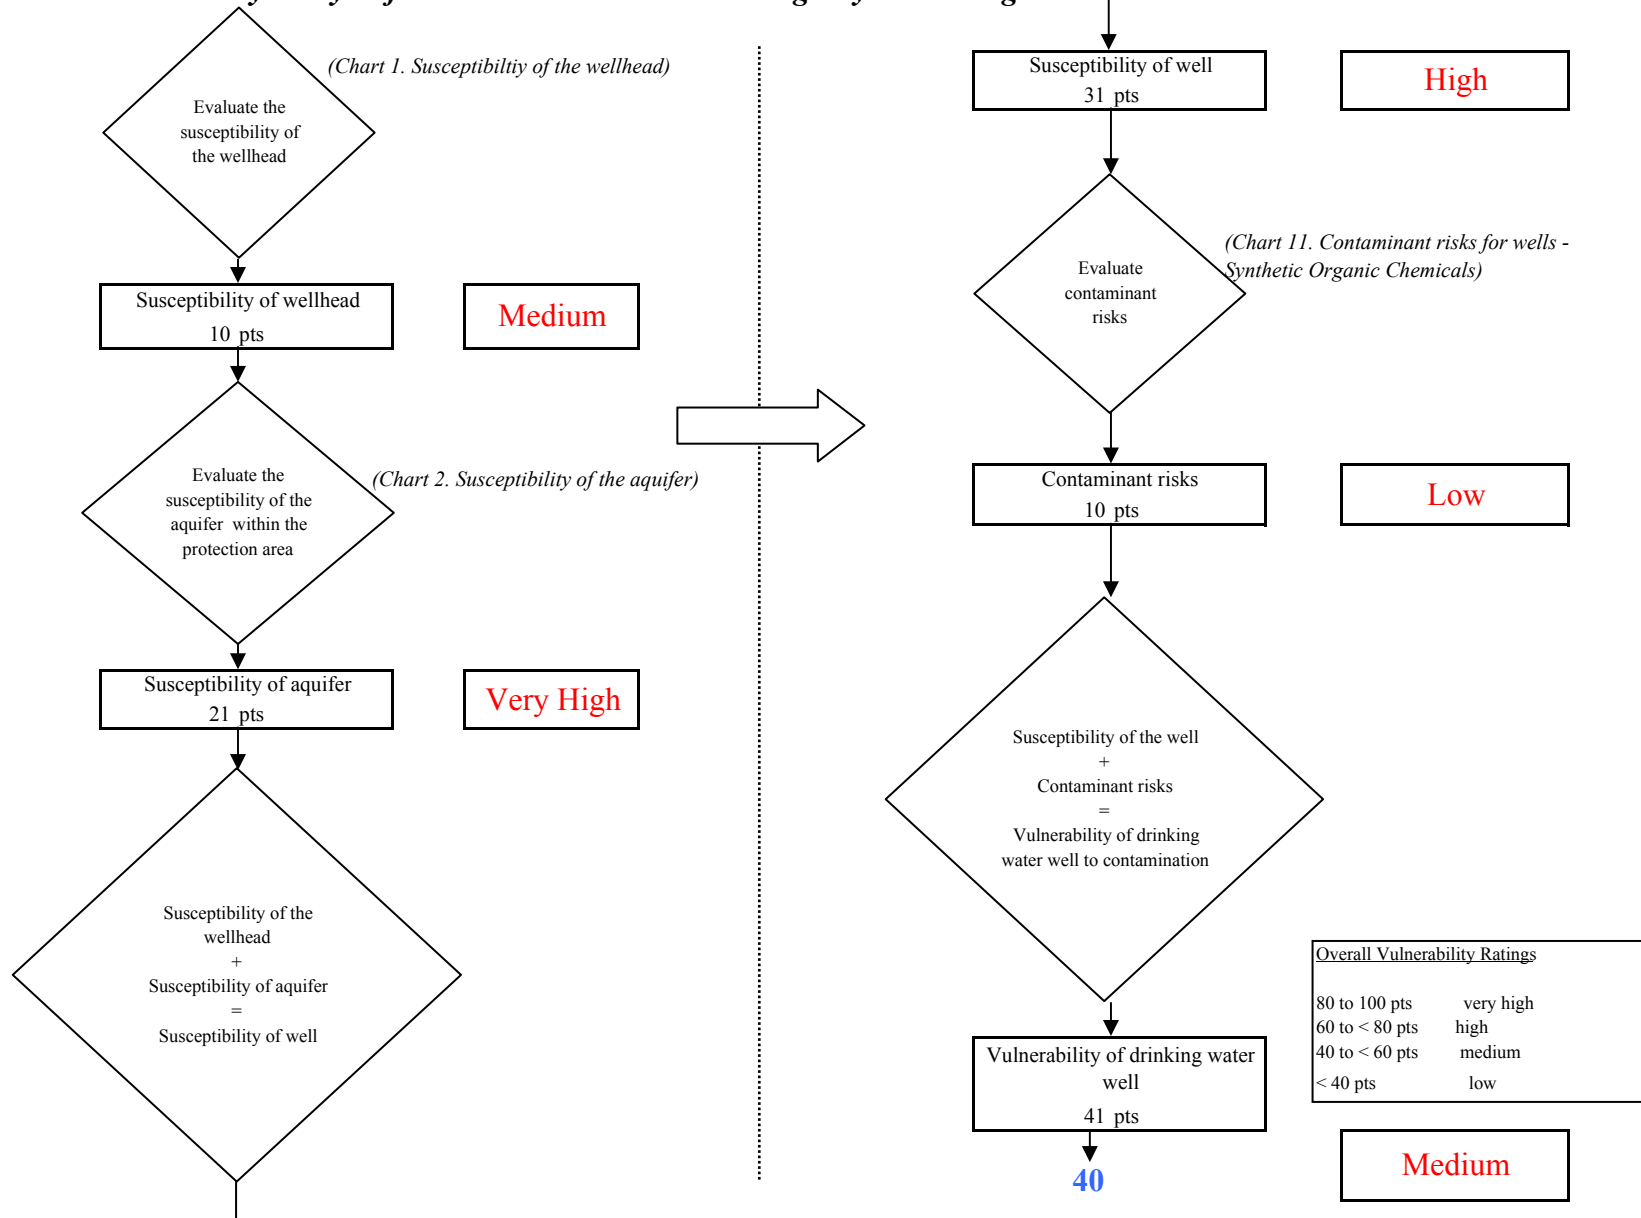 (Chart 1. Susceptibiltiy of the wellhead)
Evaluate the
susceptibility of
the wellhead
Susceptibility of wellhead
10 pts
Medium
Evaluate the
susceptibility of the
aquifer within the
protection area
(Chart 2. Susceptibility of the aquifer)
Susceptibility of aquifer
21 pts
Very High
Susceptibility of the
wellhead
+
Susceptibility of aquifer
=
Susceptibility of well
Susceptibility of well
31 pts
High
Evaluate
contaminant
risks
(Chart 11. Contaminant risks for wells -
Synthetic Organic Chemicals)
Contaminant risks
10 pts
Low
Susceptibility of the well
+
Contaminant risks
=
Vulnerability of drinking
water well to contamination
Overall Vulnerability Ratings
80 to 100 pts very high
60 to < 80 pts high
40 to < 60 pts medium
< 40 pts low
Vulnerability of drinking water
well
41 pts
40
Medium